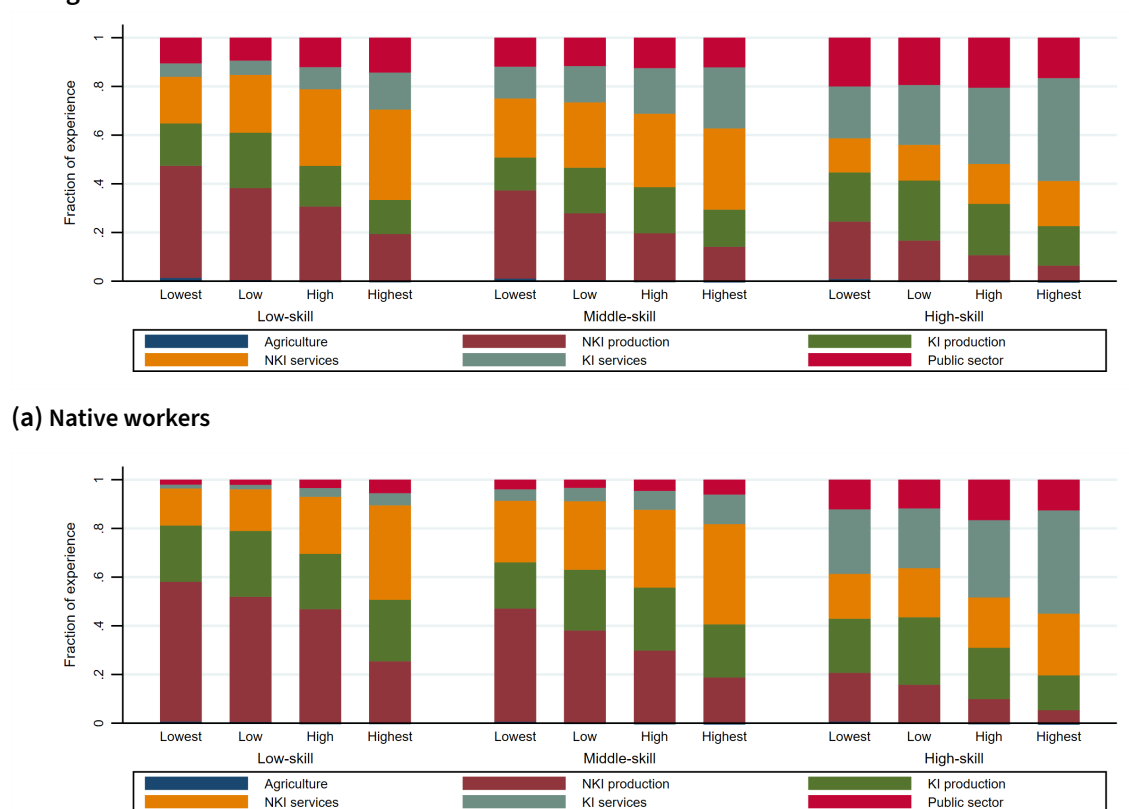 1
.8
.6
.4
.2
0
Fraction of experience
Lowest Low High Highest Lowest Low High Highest Lowest Low High Highest
Low-skill Middle-skill High-skill
Agriculture NKI production KI production
NKI services KI services Public sector
(a) Native workers
1
.8
.6
.4
.2
0
Fraction of experience
Lowest Low High Highest Lowest Low High Highest Lowest Low High Highest
Low-skill Middle-skill High-skill
Agriculture NKI production KI production
NKI services KI services Public sector